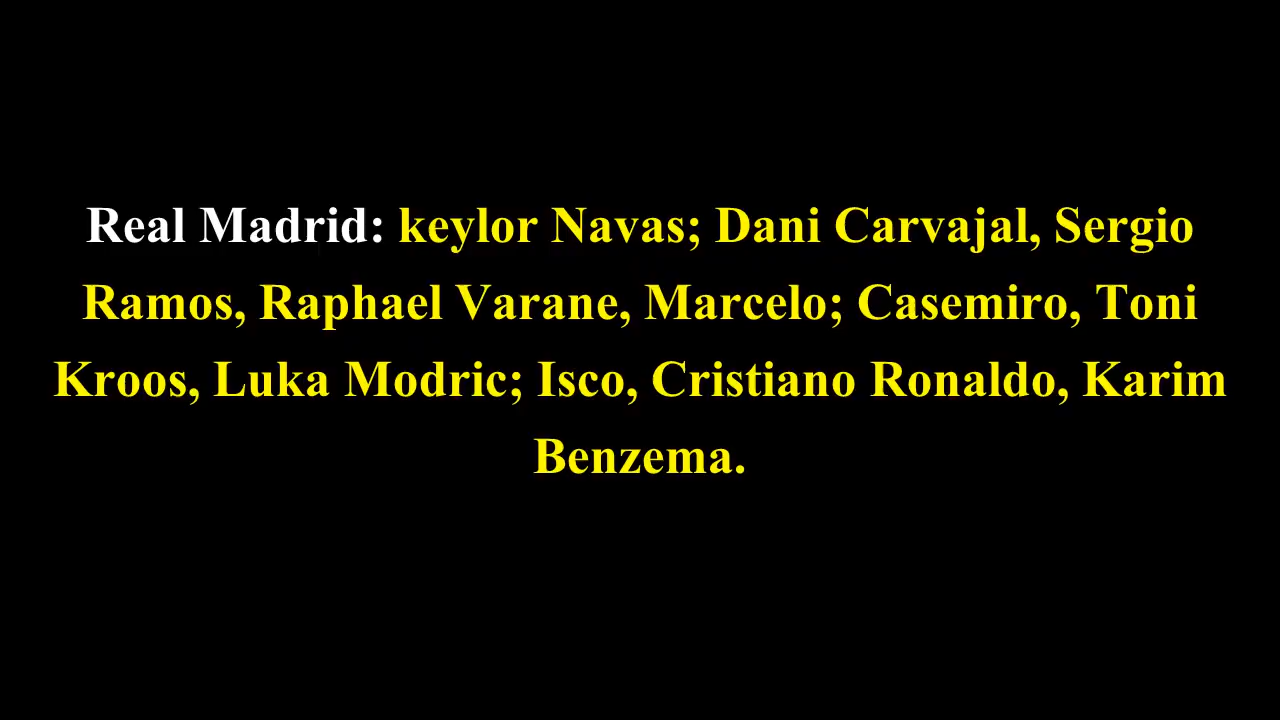 Real Madrid: keylor Navas; Dani Carvajal, Sergio
Ramos, Raphael Varane, Marcelo; Casemiro, Toni
Kroos, Luka Modric; Isco, Cristiano Ronaldo, Karim
Benzema.